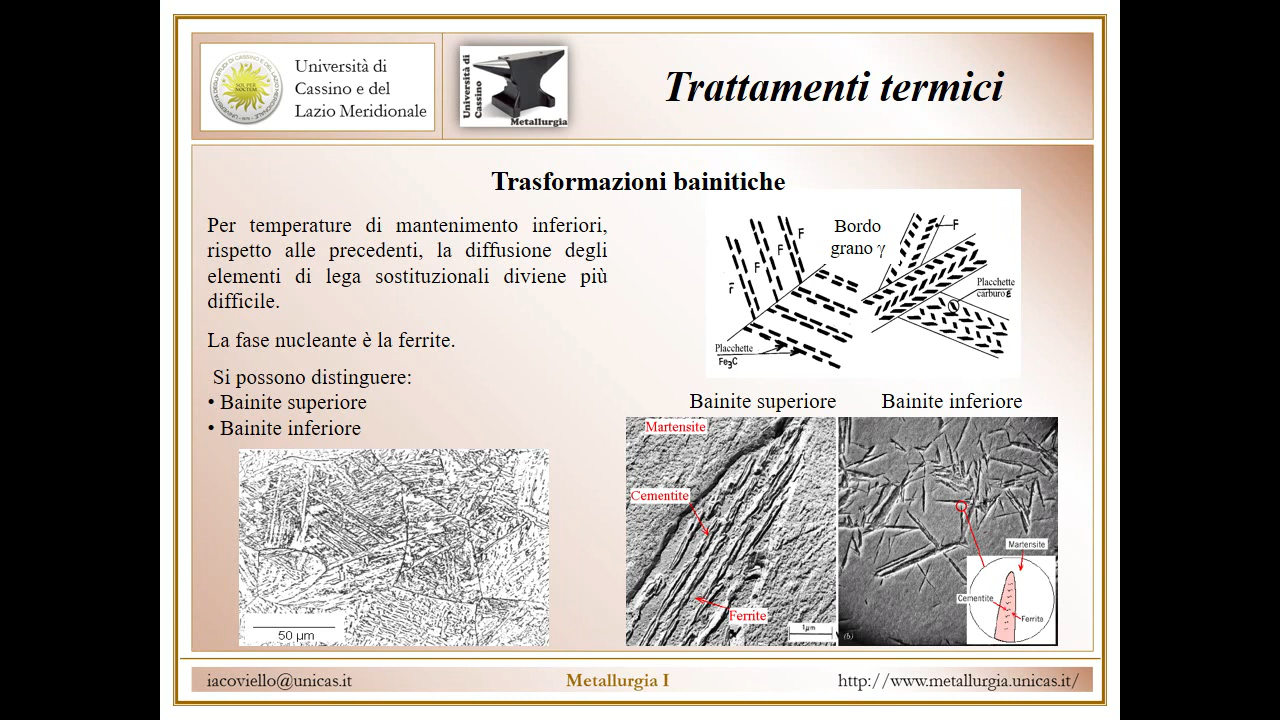 Università di
Cassino e del
Lazio Meridionale
Università di
Cassino
Metallurgia
Trattamenti termici
Trasformazioni bainitiche
Per temperature di mantenimento inferiori,
rispetto alle precedenti, la diffusione degli
elementi di lega sostituzionali diviene più
difficile.
La fase nucleante è la ferrite.
Si possono distinguere:
• Bainite superiore
• Bainite inferiore
50 µm
F
F
F
F
Bordo
grano γ
F
Placchette
carburo ε
Placchette
Fe3C
Bainite superiore
Bainite inferiore
Martensite
Cementite
Ferrite
1µm
Martensite
Cementite
Ferrite
(b)
iacoviello@unicas.it
Metallurgia I
http://www.metallurgia.unicas.it/